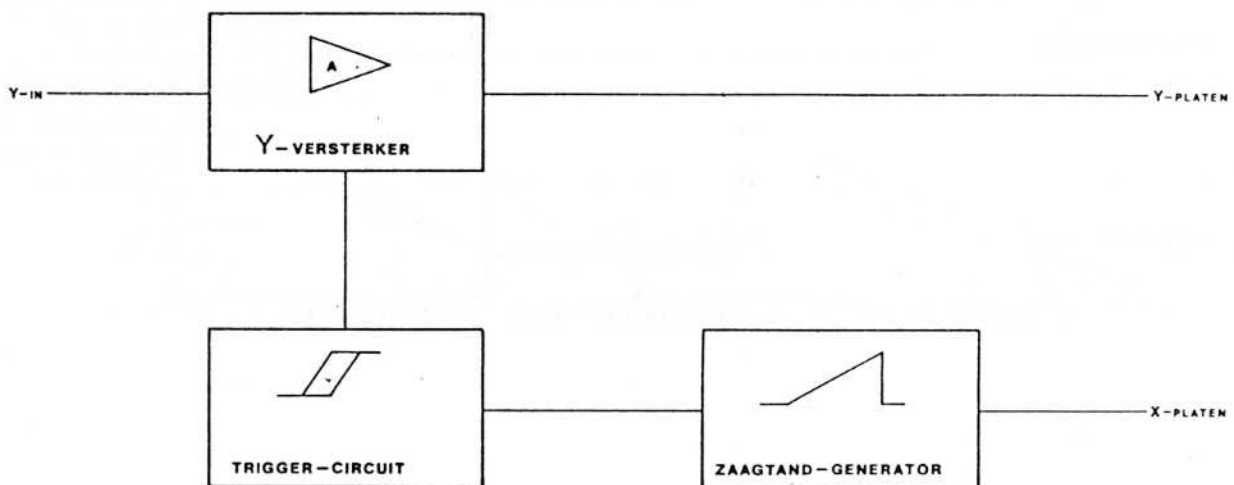 A
Y-IN
Y-PLATEN
Y-VERSTERKER
X-PLATEN
TRIGGER-CIRCUIT
ZAAGTAND-GENERATOR